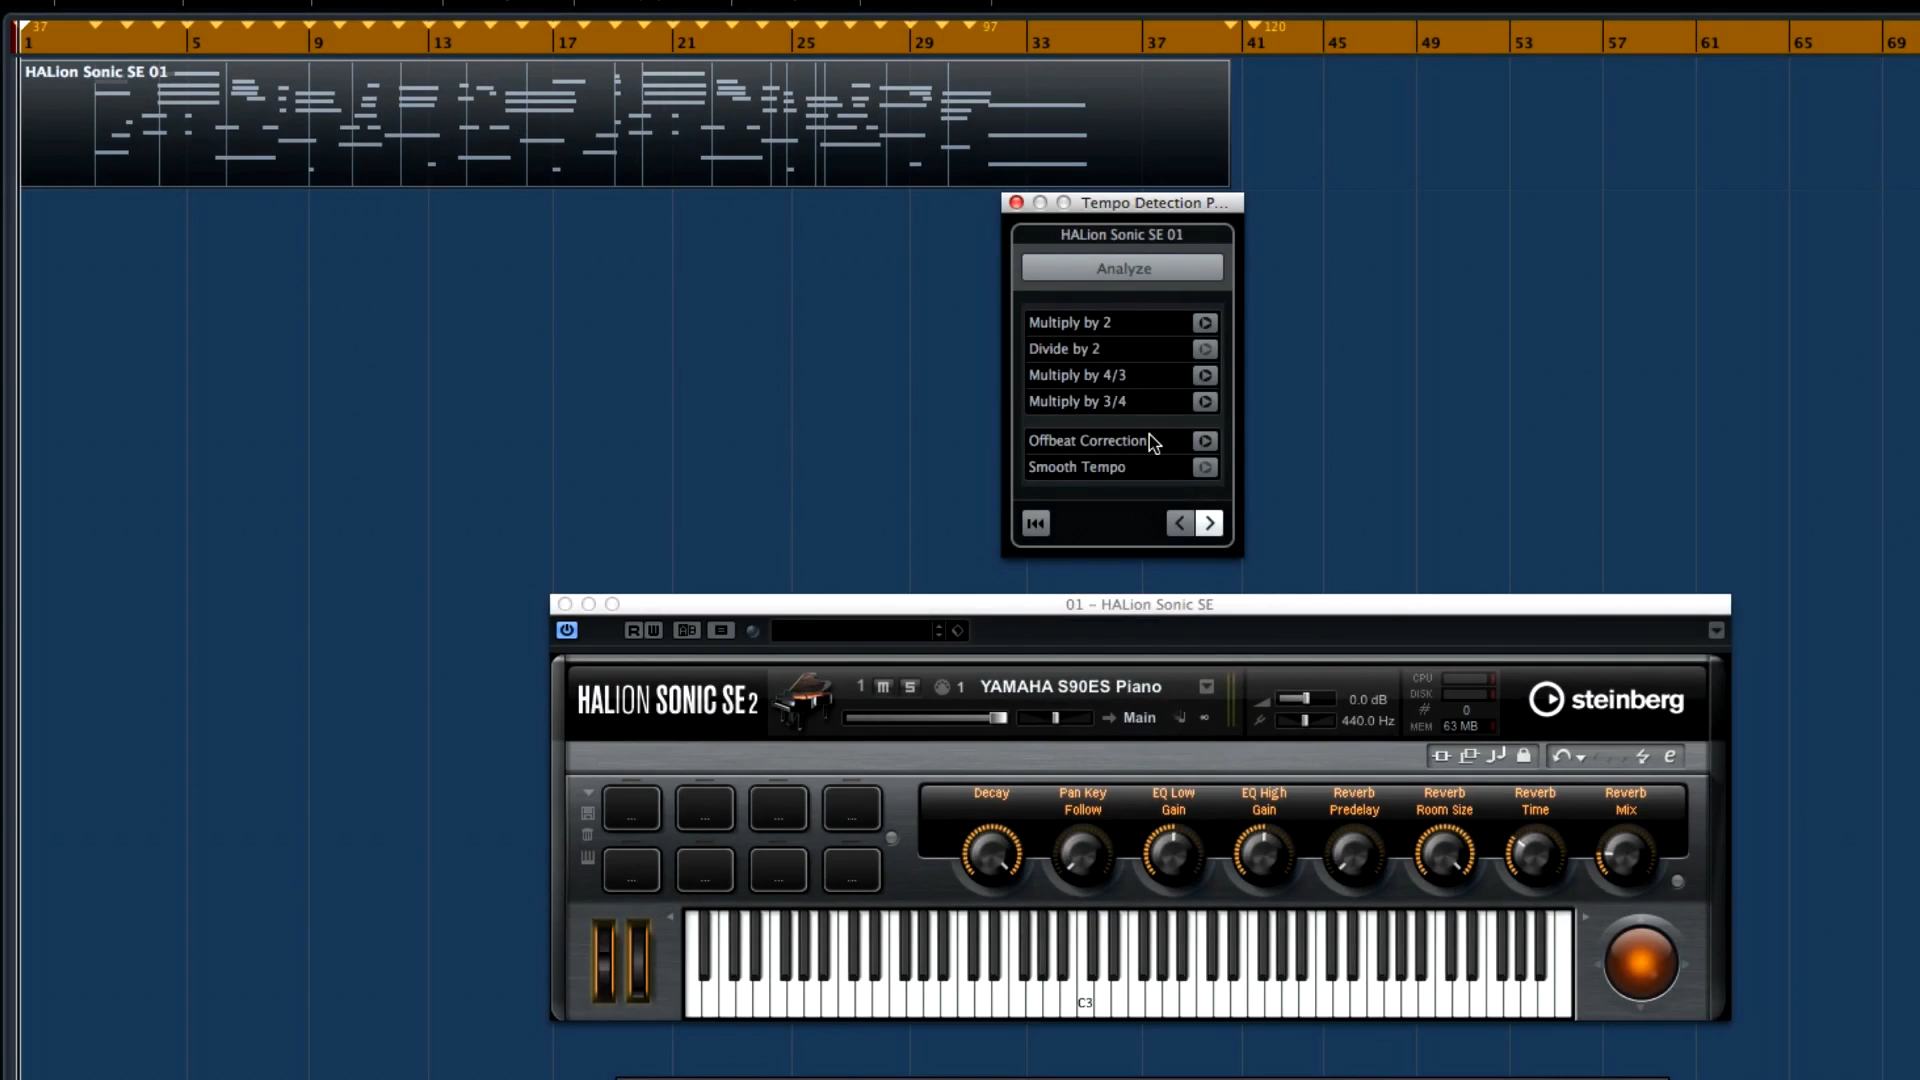 37 97 120
1 5 9 13 17 21 25 29 33 37 41 45 49 53 57 61 65 69
HALion Sonic SE 01
Tempo Detection P...
HALion Sonic SE 01
Analyze
Multiply by 2
Divide by 2
Multiply by 4/3
Multiply by 3/4
Offbeat Correction
Smooth Tempo
01 – HALion Sonic SE
R W
HALION SONIC SE2
1 m s 1 YAMAHA S90ES Piano
Main
0.0 dB
440.0 Hz
CPU
DISK
# 0
MEM 63 MB
steinberg
e
Decay
Pan Key Follow
EQ Low Gain
EQ High Gain
Reverb Predelay
Reverb Room Size
Reverb Time
Reverb Mix
... ... ... ...
... ... ... ...
C3